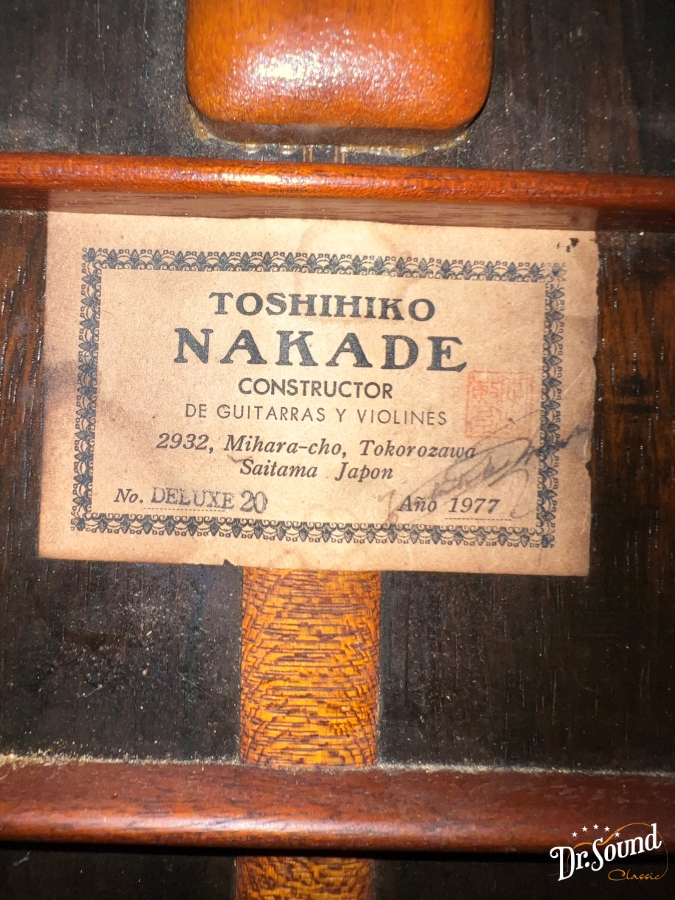 TOSHIHIKO
NAKADE
CONSTRUCTOR
DE GUITARRAS Y VIOLINES
2932, Mihara-cho, Tokorozawa
Saitama Japon
No. DELUXE 20 Año 1977
Dr. Sound
Classic